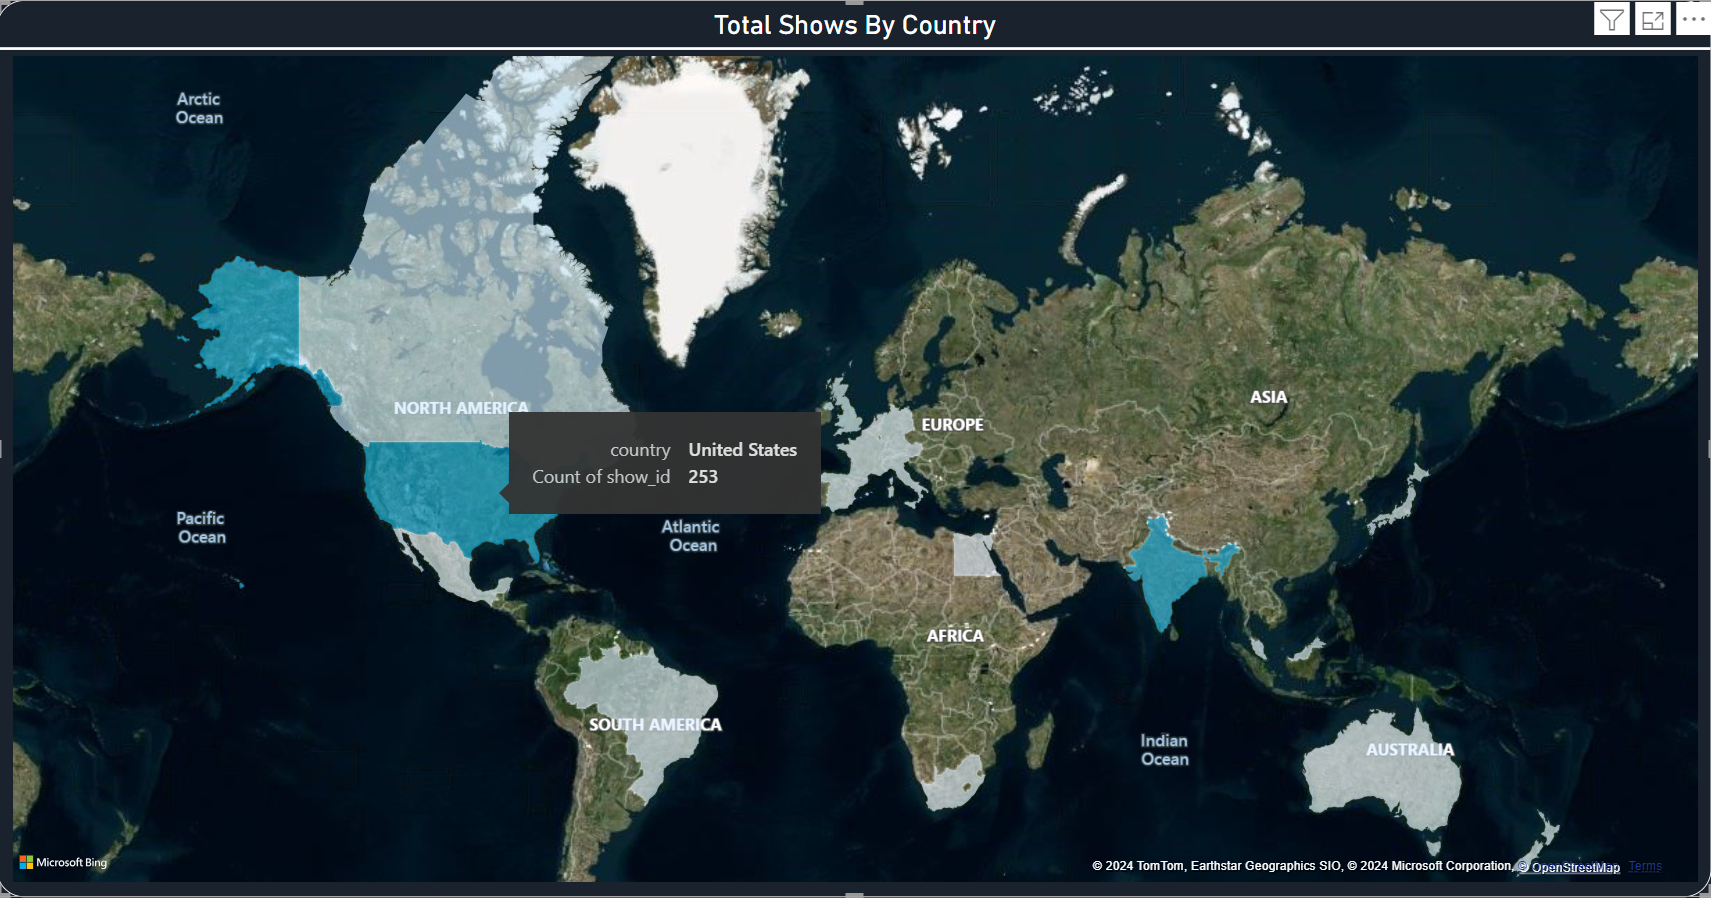 Total Shows By Country
Arctic
Ocean
NORTH AMERICA
EUROPE
ASIA
country United States
Count of show_id 253
Pacific
Ocean
Atlantic
Ocean
AFRICA
SOUTH AMERICA
Indian
Ocean
AUSTRALIA
Microsoft Bing
© 2024 TomTom, Earthstar Geographics SIO, © 2024 Microsoft Corporation, © OpenStreetMap Terms